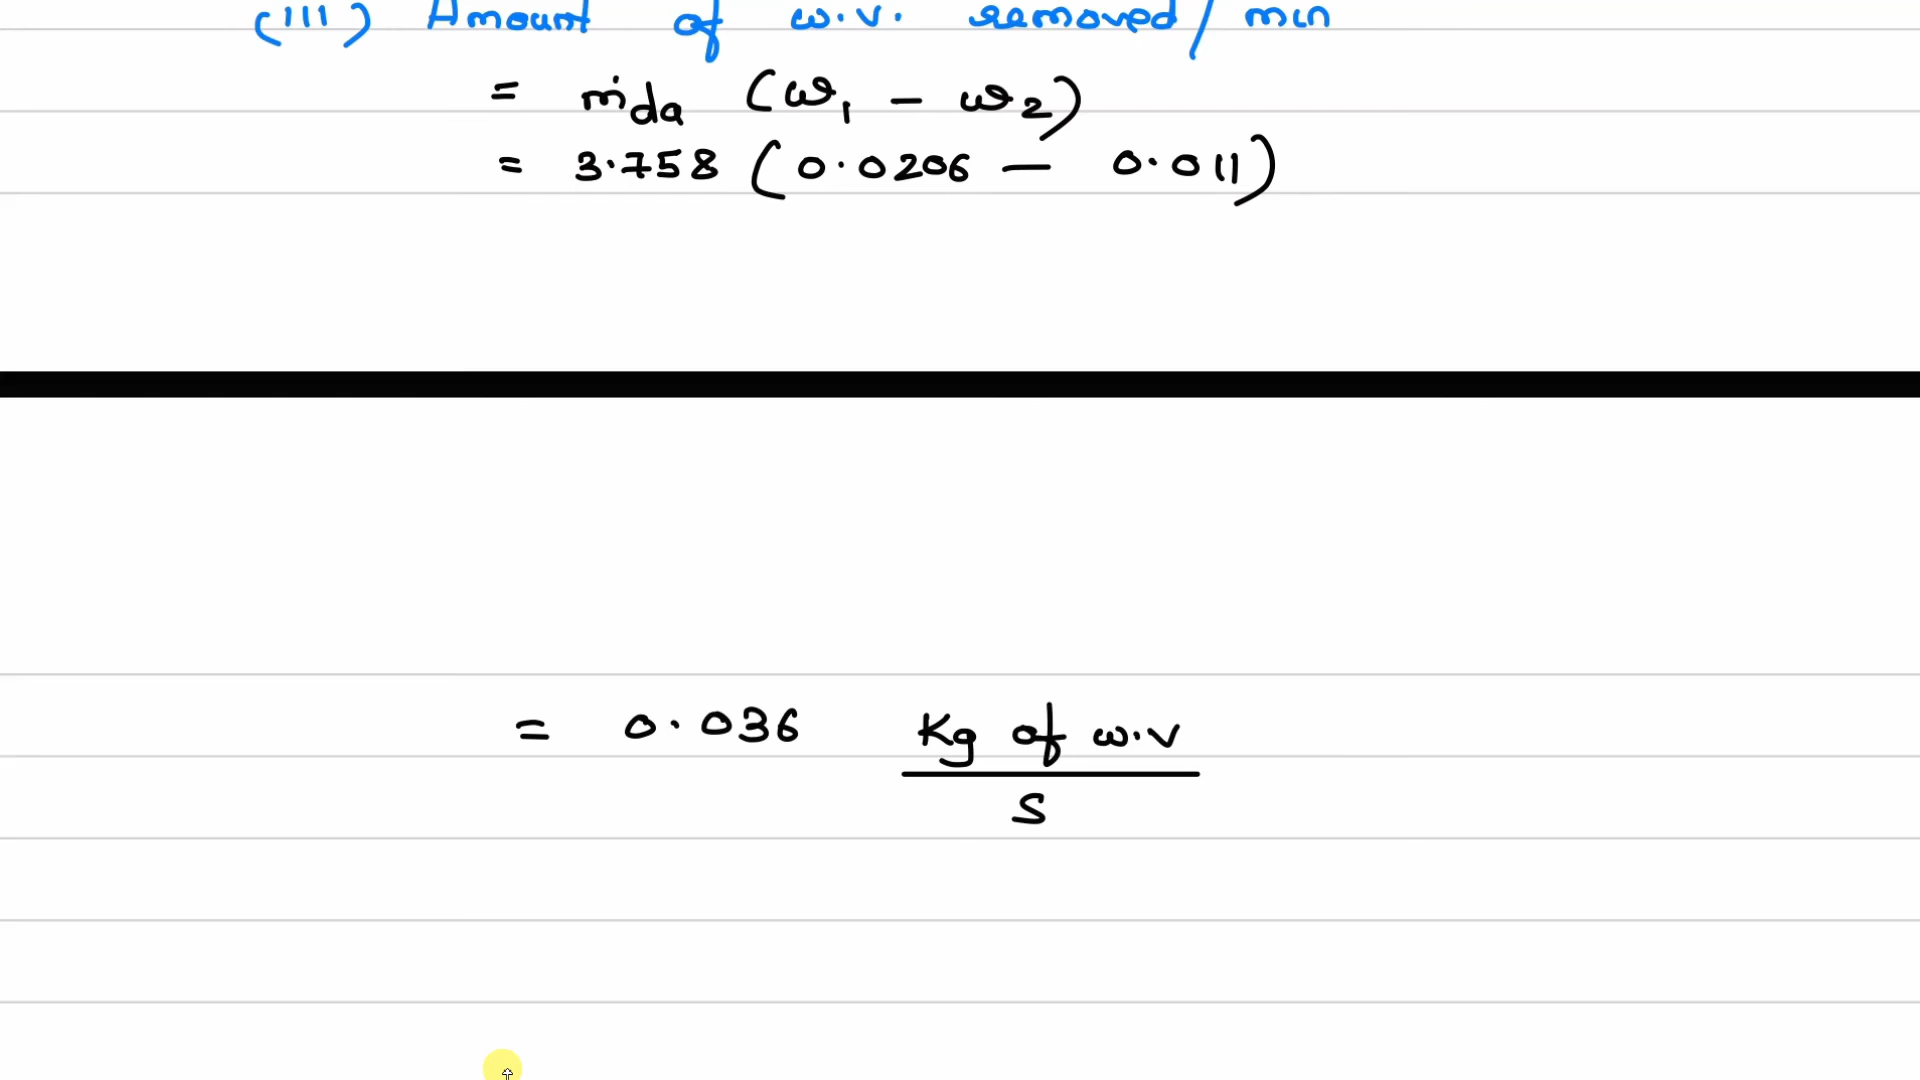 (III) Amount of w.v. removed/min
= ṁda (ω1 − ω2)
= 3.758 (0.0206 − 0.011)
= 0.036 Kg of w.v
s